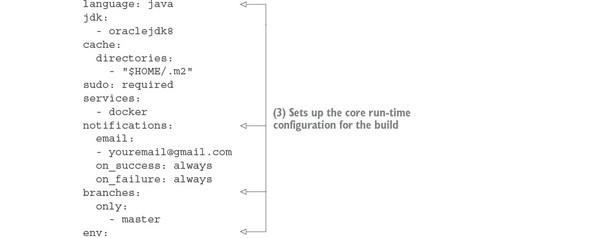 language: java
jdk:
  - oraclejdk8
cache:
  directories:
    - "$HOME/.m2"
sudo: required
services:
    - docker
notifications:
  email:
  - youremail@gmail.com
  on_success: always
  on_failure: always
branches:
  only:
    - master
env:
(3) Sets up the core run-time
configuration for the build